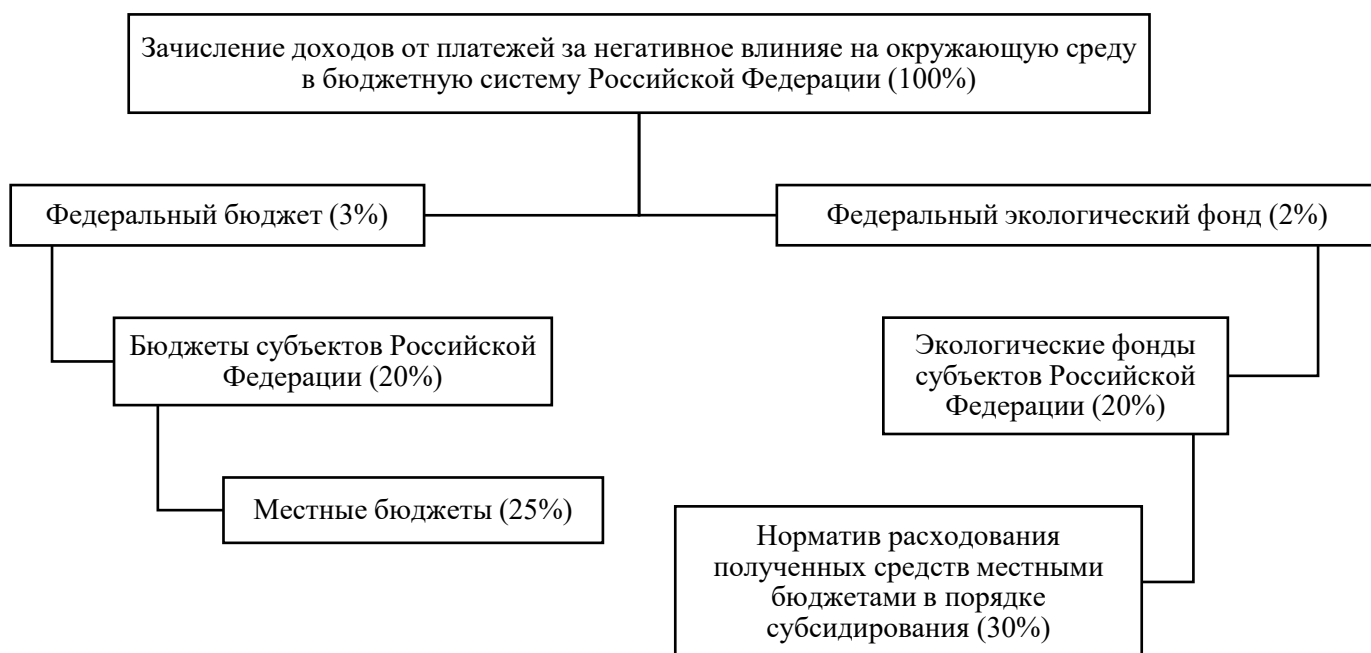 Зачисление доходов от платежей за негативное влинияе на окружающую среду
в бюджетную систему Российской Федерации (100%)
Федеральный бюджет (3%)
Федеральный экологический фонд (2%)
Бюджеты субъектов Российской
Федерации (20%)
Экологические фонды
субъектов Российской
Федерации (20%)
Местные бюджеты (25%)
Норматив расходования
полученных средств местными
бюджетами в порядке
субсидирования (30%)